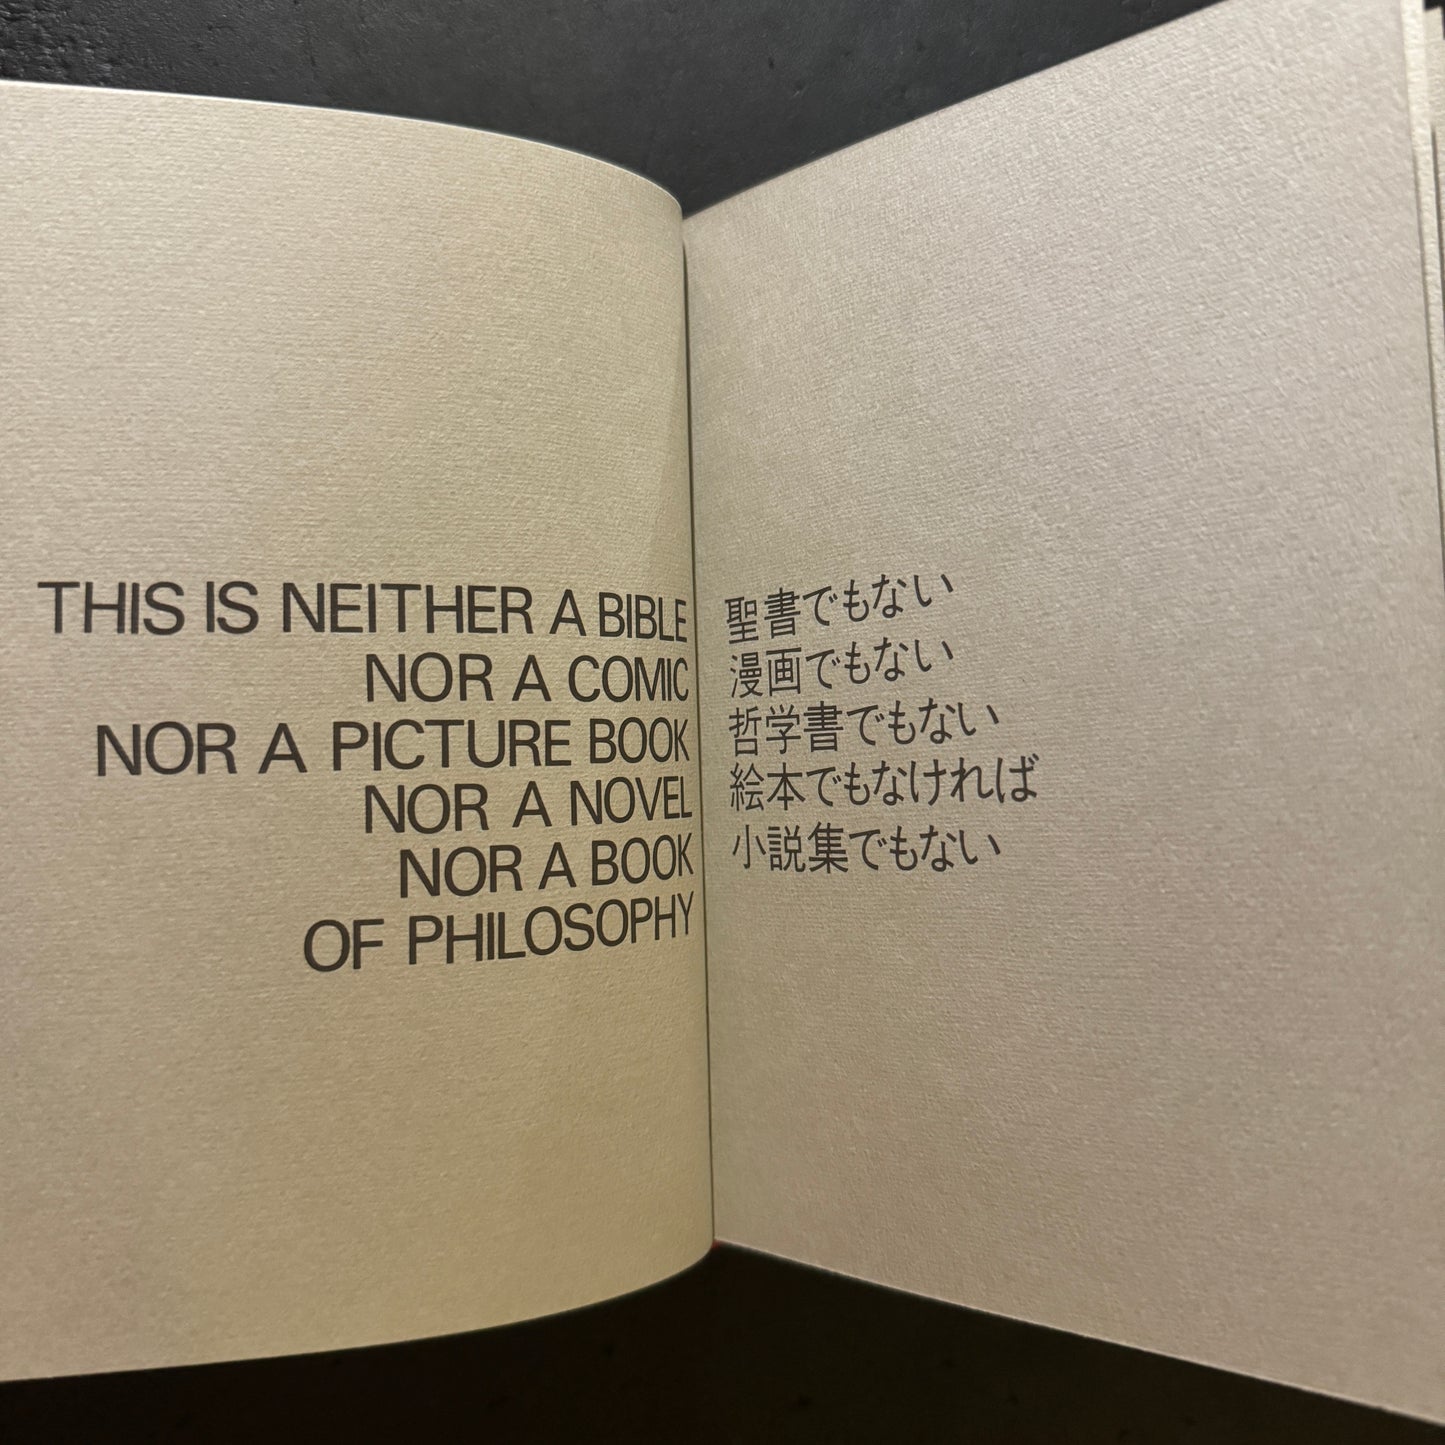 THIS IS NEITHER A BIBLE
NOR A COMIC
NOR A PICTURE BOOK
NOR A NOVEL
NOR A BOOK
OF PHILOSOPHY
聖書でもない
漫画でもない
哲学書でもない
絵本でもなければ
小説集でもない